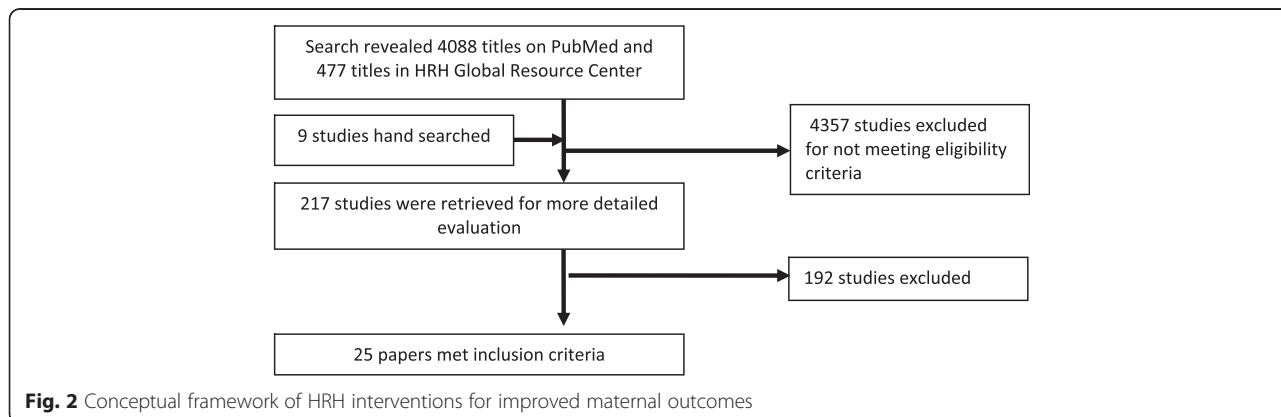 Search revealed 4088 titles on PubMed and
477 titles in HRH Global Resource Center
9 studies hand searched
4357 studies excluded
for not meeting eligibility
criteria
217 studies were retrieved for more detailed
evaluation
192 studies excluded
25 papers met inclusion criteria
Fig. 2 Conceptual framework of HRH interventions for improved maternal outcomes